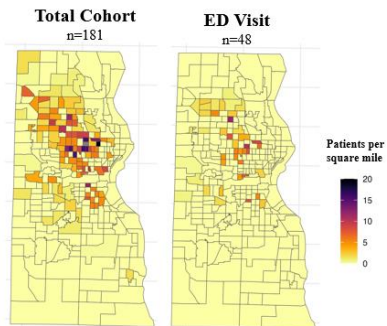 Total Cohort
n=181
ED Visit
n=48
Patients per
square mile
20
15
10
5
0